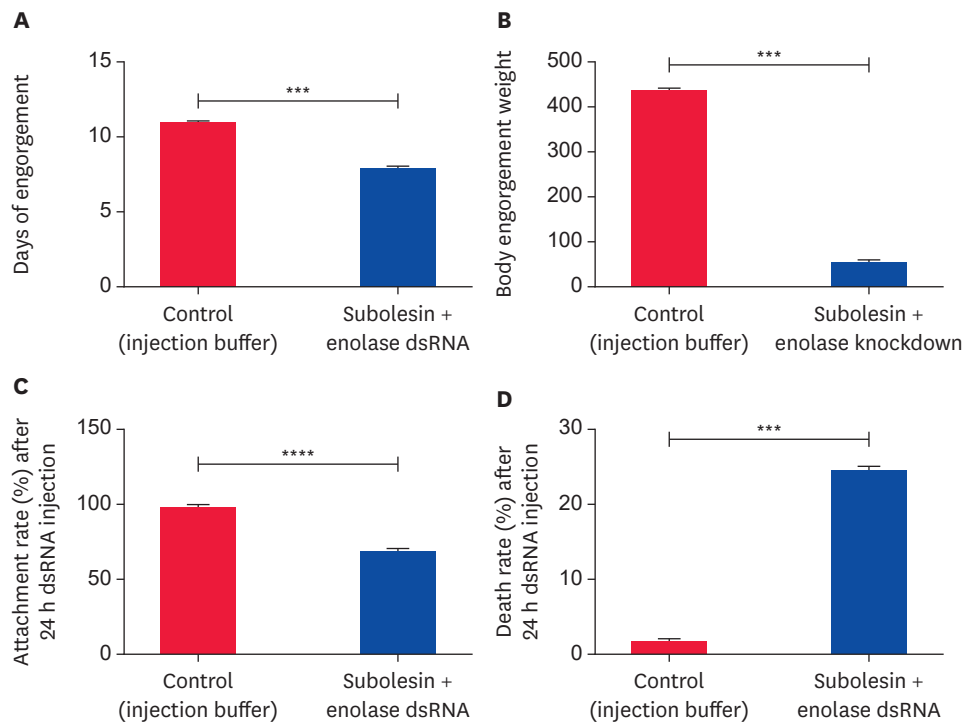 A
Days of engorgement
15
10
5
0
***
Control
(injection buffer)
Subolesin +
enolase dsRNA
B
Body engorgement weight
500
400
300
200
100
0
***
Control
(injection buffer)
Subolesin +
enolase knockdown
C
Attachment rate (%) after
24 h dsRNA injection
150
100
50
0
****
Control
(injection buffer)
Subolesin +
enolase dsRNA
D
Death rate (%) after
24 h dsRNA injection
30
20
10
0
***
Control
(injection buffer)
Subolesin +
enolase dsRNA